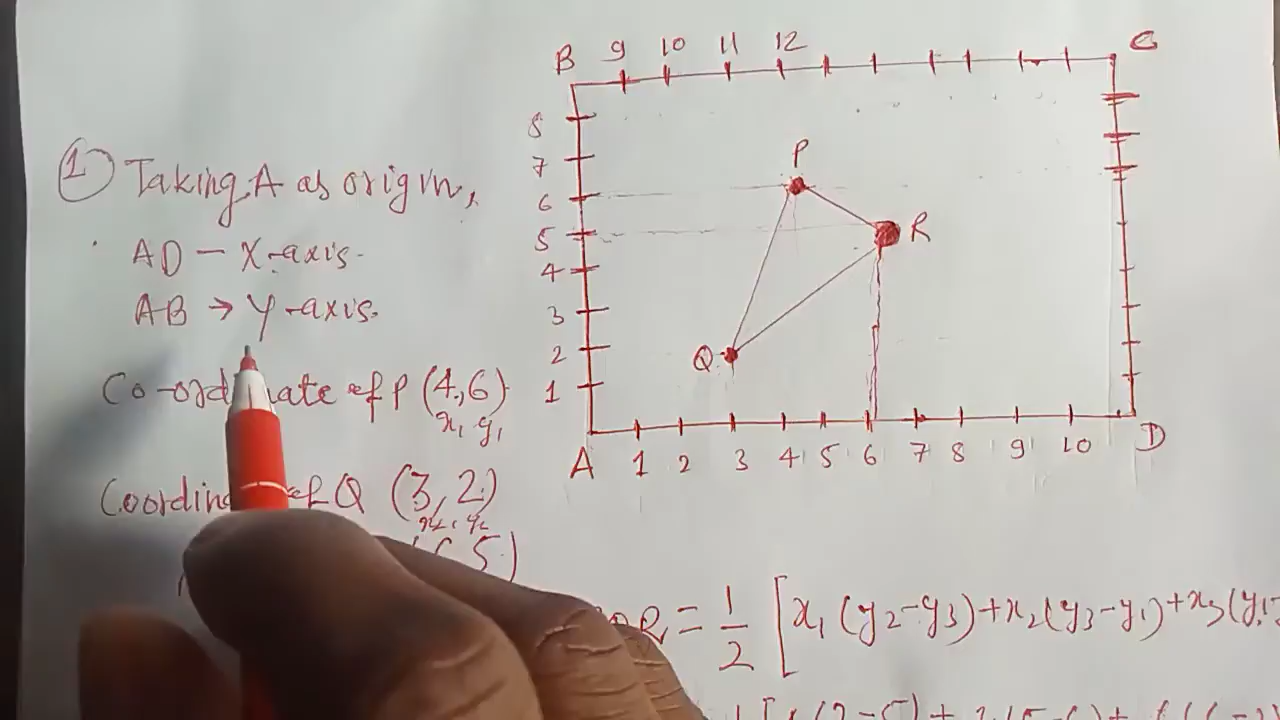 B 9 10 11 12 C
8
7
6
5
4
3
2
1
P
R
Q
A 1 2 3 4 5 6 7 8 9 10 D
① Taking A as origin,
AD – X-axis.
AB → Y-axis.
Co-ordinate of P (4,6)
x₁ y₁
of Q (3,2)
5)
QR = 1/2 [x₁(y₂-y₃)+x₂(y₃-y₁)+x₃(y₁-